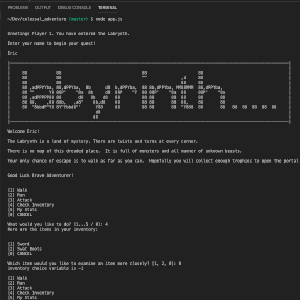 PROBLEMS OUTPUT DEBUG CONSOLE TERMINAL
~/Dev/colossal_adventure (master) $ node app.js
Greetings Player 1. You have entered the Labrynth.
Enter your name to begin your quest!
Eric
Welcome Eric!
The Labrynth is a land of mystery. There are twists and turns at every corner.
There is no map of this dreaded place. It is full of monsters and all manner of unknown beasts.
Your only chance of escape is to walk as far as you can. Hopefully you will collect enough trophies to open the portal
Good Luck Brave Adventurer!
[1] Walk
[2] Run
[3] Attack
[4] Check Inventory
[5] My Stats
[0] CANCEL
What would you like to do? [1...5 / 0]: 4
Here are the items in your inventory:
[1] Sword
[2] Swat Boots
[0] CANCEL
Which item would you like to examine an item more closely? [1, 2, 0]: 0
Inventory choice variable is -1
[1] Walk
[2] Run
[3] Attack
[4] Check Inventory
[5] My Stats